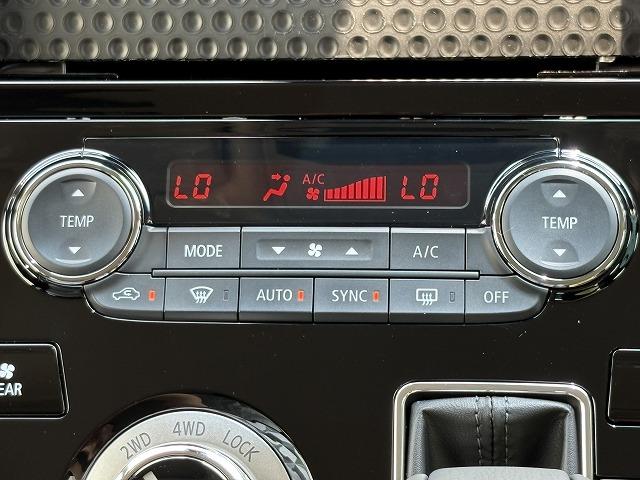 LO A/C LO
TEMP
TEMP
MODE A/C
AUTO SYNC OFF
EAR
2WD 4WD LOCK